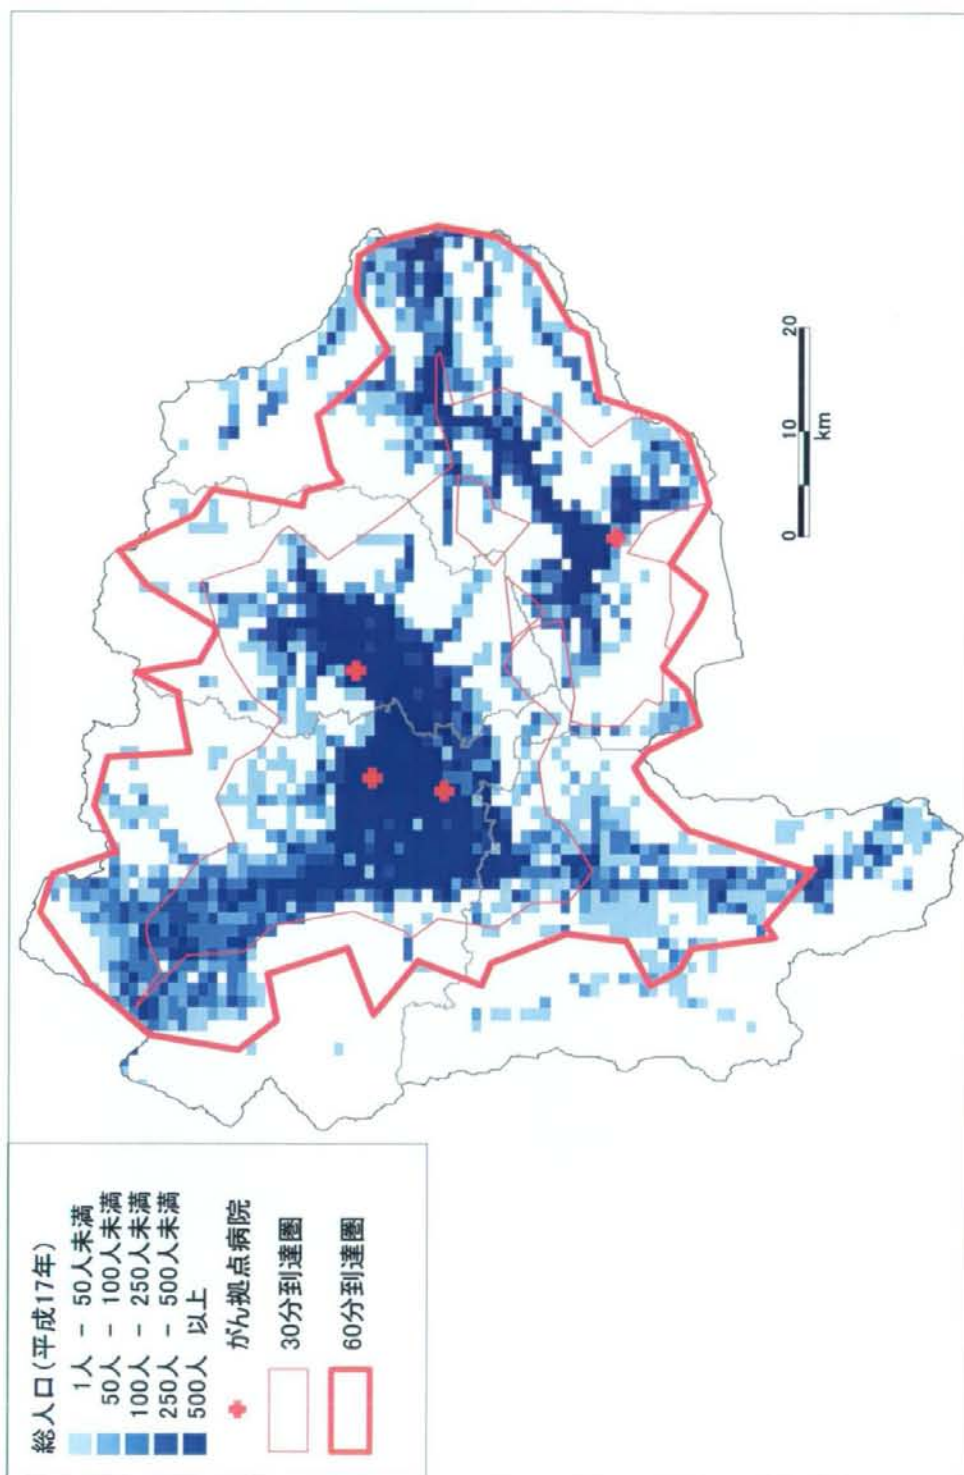 総人口(平成17年)
1人 - 50人未満
50人 - 100人未満
100人 - 250人未満
250人 - 500人未満
500人 以上
がん拠点病院
30分到達圏
60分到達圏
0 10 20
km